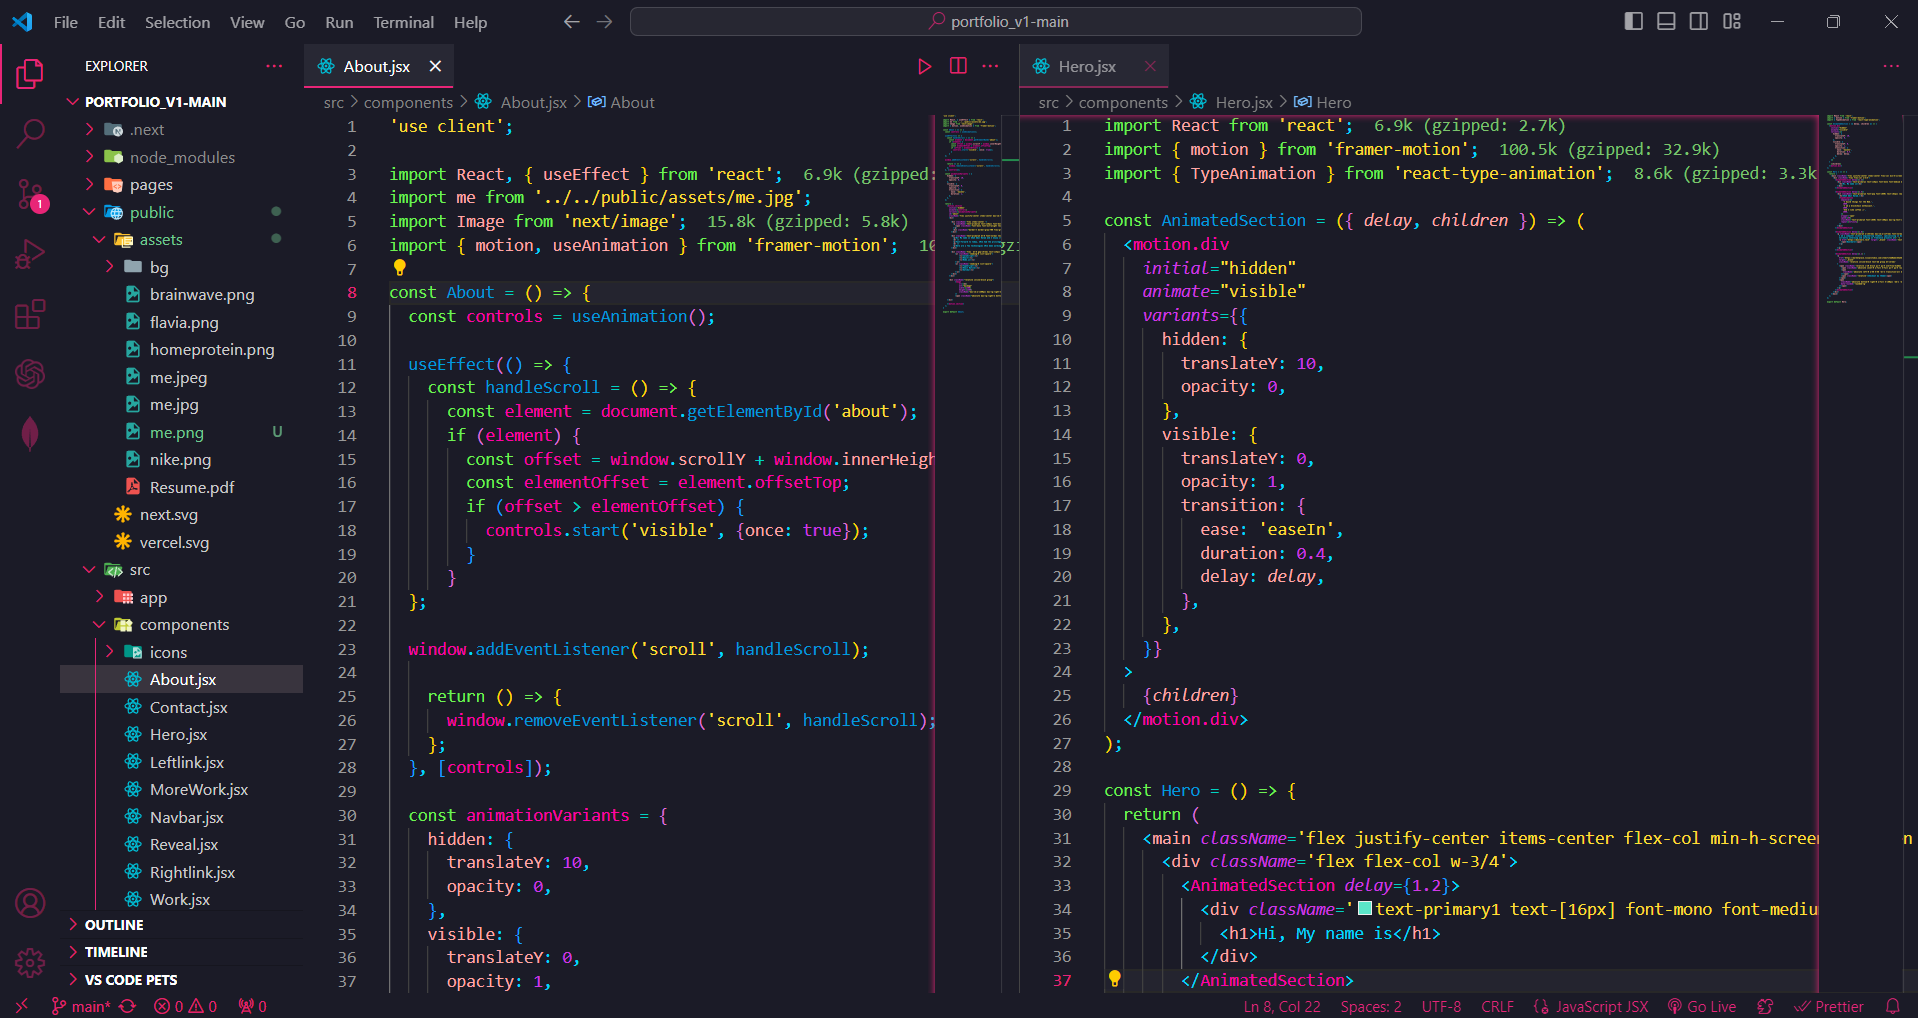 File Edit Selection View Go Run Terminal Help
portfolio_v1-main
EXPLORER
PORTFOLIO_V1-MAIN
.next
node_modules
pages
public
assets
bg
brainwave.png
flavia.png
homeprotein.png
me.jpeg
me.jpg
me.png U
nike.png
Resume.pdf
next.svg
vercel.svg
src
app
components
icons
About.jsx
Contact.jsx
Hero.jsx
Leftlink.jsx
MoreWork.jsx
Navbar.jsx
Reveal.jsx
Rightlink.jsx
Work.jsx
OUTLINE
TIMELINE
VS CODE PETS
1
About.jsx
src > components > About.jsx > About
1 'use client';
2
3 import React, { useEffect } from 'react'; 6.9k (gzipped:
4 import me from '../../public/assets/me.jpg';
5 import Image from 'next/image'; 15.8k (gzipped: 5.8k)
6 import { motion, useAnimation } from 'framer-motion';
7
8 const About = () => {
9 const controls = useAnimation();
10
11 useEffect(() => {
12 const handleScroll = () => {
13 const element = document.getElementById('about');
14 if (element) {
15 const offset = window.scrollY + window.innerHeigh
16 const elementOffset = element.offsetTop;
17 if (offset > elementOffset) {
18 controls.start('visible', {once: true});
19 }
20 }
21 };
22
23 window.addEventListener('scroll', handleScroll);
24
25 return () => {
26 window.removeEventListener('scroll', handleScroll);
27 };
28 }, [controls]);
29
30 const animationVariants = {
31 hidden: {
32 translateY: 10,
33 opacity: 0,
34 },
35 visible: {
36 translateY: 0,
37 opacity: 1,
Hero.jsx
src > components > Hero.jsx > Hero
1 import React from 'react'; 6.9k (gzipped: 2.7k)
2 import { motion } from 'framer-motion'; 100.5k (gzipped: 32.9k)
3 import { TypeAnimation } from 'react-type-animation'; 8.6k (gzipped: 3.3k
4
5 const AnimatedSection = ({ delay, children }) => (
6 <motion.div
7 initial="hidden"
8 animate="visible"
9 variants={{
10 hidden: {
11 translateY: 10,
12 opacity: 0,
13 },
14 visible: {
15 translateY: 0,
16 opacity: 1,
17 transition: {
18 ease: 'easeIn',
19 duration: 0.4,
20 delay: delay,
21 },
22 },
23 }}
24 >
25 {children}
26 </motion.div>
27 );
28
29 const Hero = () => {
30 return (
31 <main className='flex justify-center items-center flex-col min-h-screen
32 <div className='flex flex-col w-3/4'>
33 <AnimatedSection delay={1.2}>
34 <div className='text-primary1 text-[16px] font-mono font-mediu
35 <h1>Hi, My name is</h1>
36 </div>
37 </AnimatedSection>
main* 0 0 0
Ln 8, Col 22 Spaces: 2 UTF-8 CRLF {} JavaScript JSX Go Live Prettier